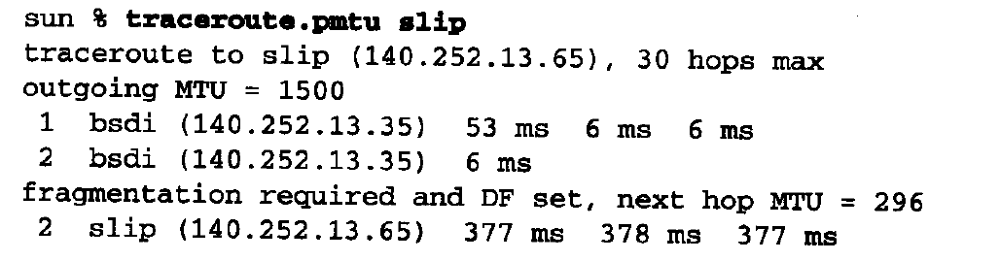 sun % traceroute.pmtu slip
traceroute to slip (140.252.13.65), 30 hops max
outgoing MTU = 1500
1 bsdi (140.252.13.35) 53 ms 6 ms 6 ms
2 bsdi (140.252.13.35) 6 ms
fragmentation required and DF set, next hop MTU = 296
2 slip (140.252.13.65) 377 ms 378 ms 377 ms